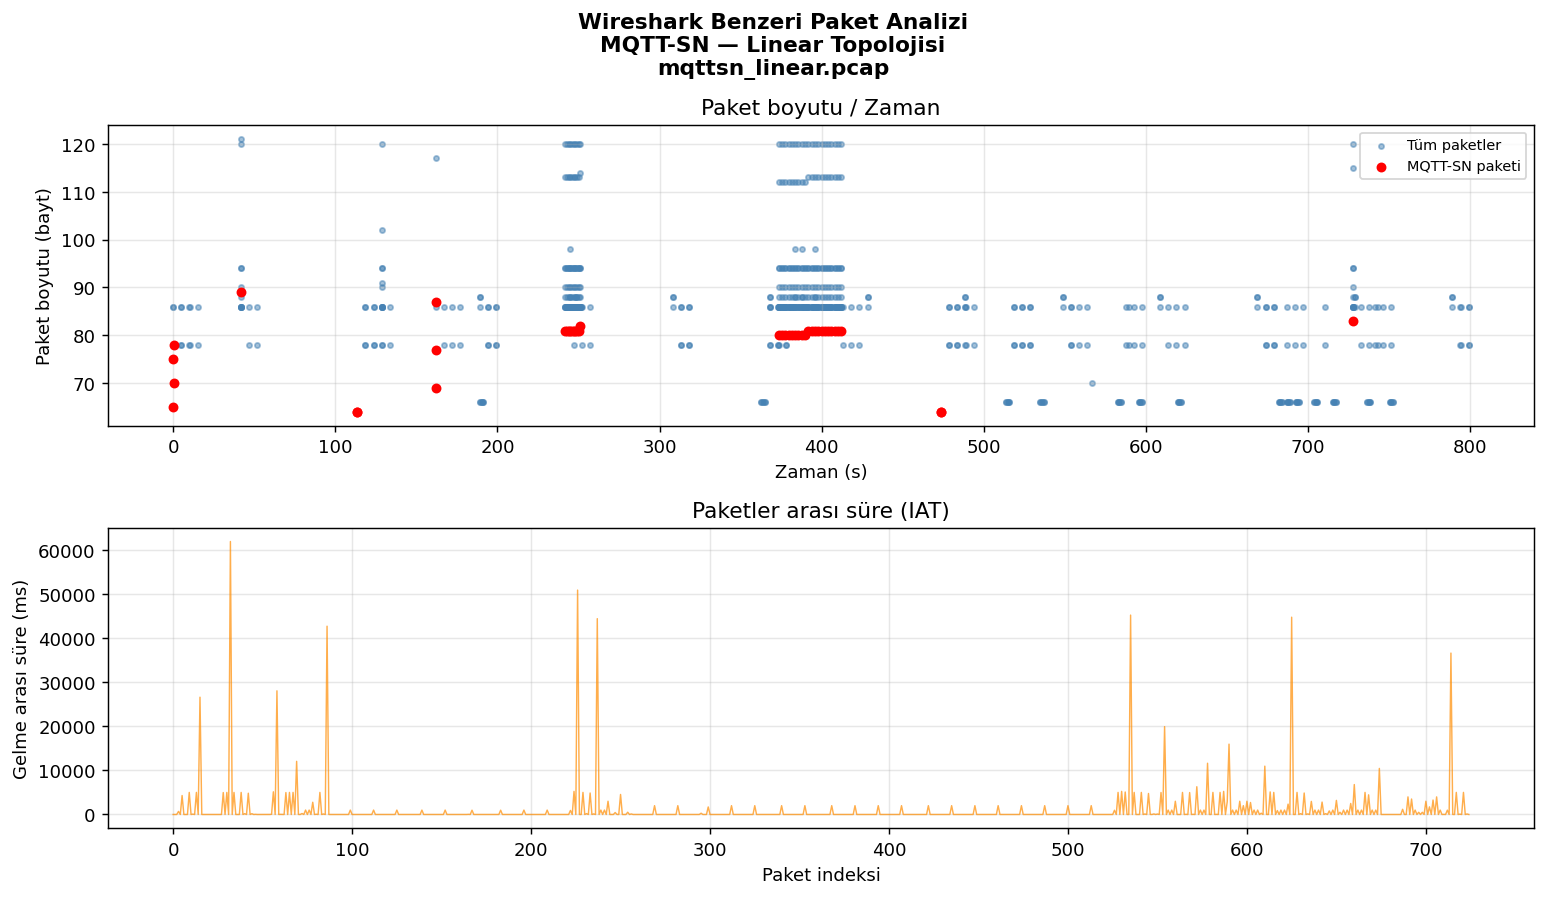 Wireshark Benzeri Paket Analizi
MQTT-SN — Linear Topolojisi
mqttsn_linear.pcap
Paket boyutu / Zaman
Paket boyutu (bayt)
120
110
100
90
80
70
Tüm paketler
MQTT-SN paketi
0 100 200 300 400 500 600 700 800
Zaman (s)
Paketler arası süre (IAT)
Gelme arası süre (ms)
60000
50000
40000
30000
20000
10000
0
0 100 200 300 400 500 600 700
Paket indeksi